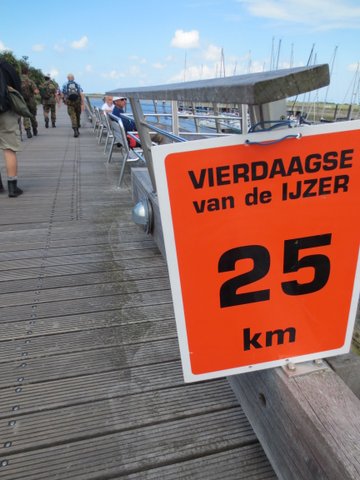 VIERDAAGSE
van de IJZER
25
km